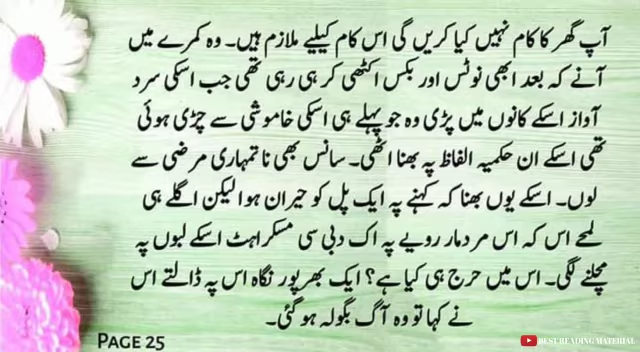 آپ گھر کا کام نہیں کیا کریں گی اس کام کیلیے ملازم ہیں۔ وہ کمرے میں
آنے کہ بعد ابھی نوٹس اور بکس اکٹھی کر ہی رہی تھی جب اسکی سرد
آواز اسکے کانوں میں پڑی وہ جو پہلے ہی اسکی خاموشی سے چڑی ہوئی
تھی اسکے ان حکمیہ الفاظ پہ بھنا اٹھی۔ سانس بھی نا تمہاری مرضی سے
لوں۔ اسکے یوں بھنا کہ کہنے پہ ایک پل کو حیران ہوا لیکن اگلے ہی
لمحے اس کہ اس مردمار رویے پہ اک دبی سی مسکراہٹ اسکے لبوں پہ
مچلنے لگی۔ اس میں حرج ہی کیا ہے؟ ایک بھرپور نگاہ اس پہ ڈالتے اس
نے کہا تو وہ آگ بگولہ ہو گئی۔
PAGE 25
BEST READING MATERIAL